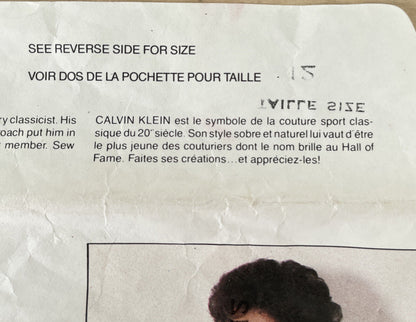 SEE REVERSE SIDE FOR SIZE
VOIR DOS DE LA POCHETTE POUR TAILLE 12
TAILLE SIZE
ry classicist. His
oach put him in
member. Sew
CALVIN KLEIN est le symbole de la couture sport clas-
sique du 20me siècle. Son style sobre et naturel lui vaut d'être
le plus jeune des couturiers dont le nom brille au Hall of
Fame. Faites ses créations...et appréciez-les!